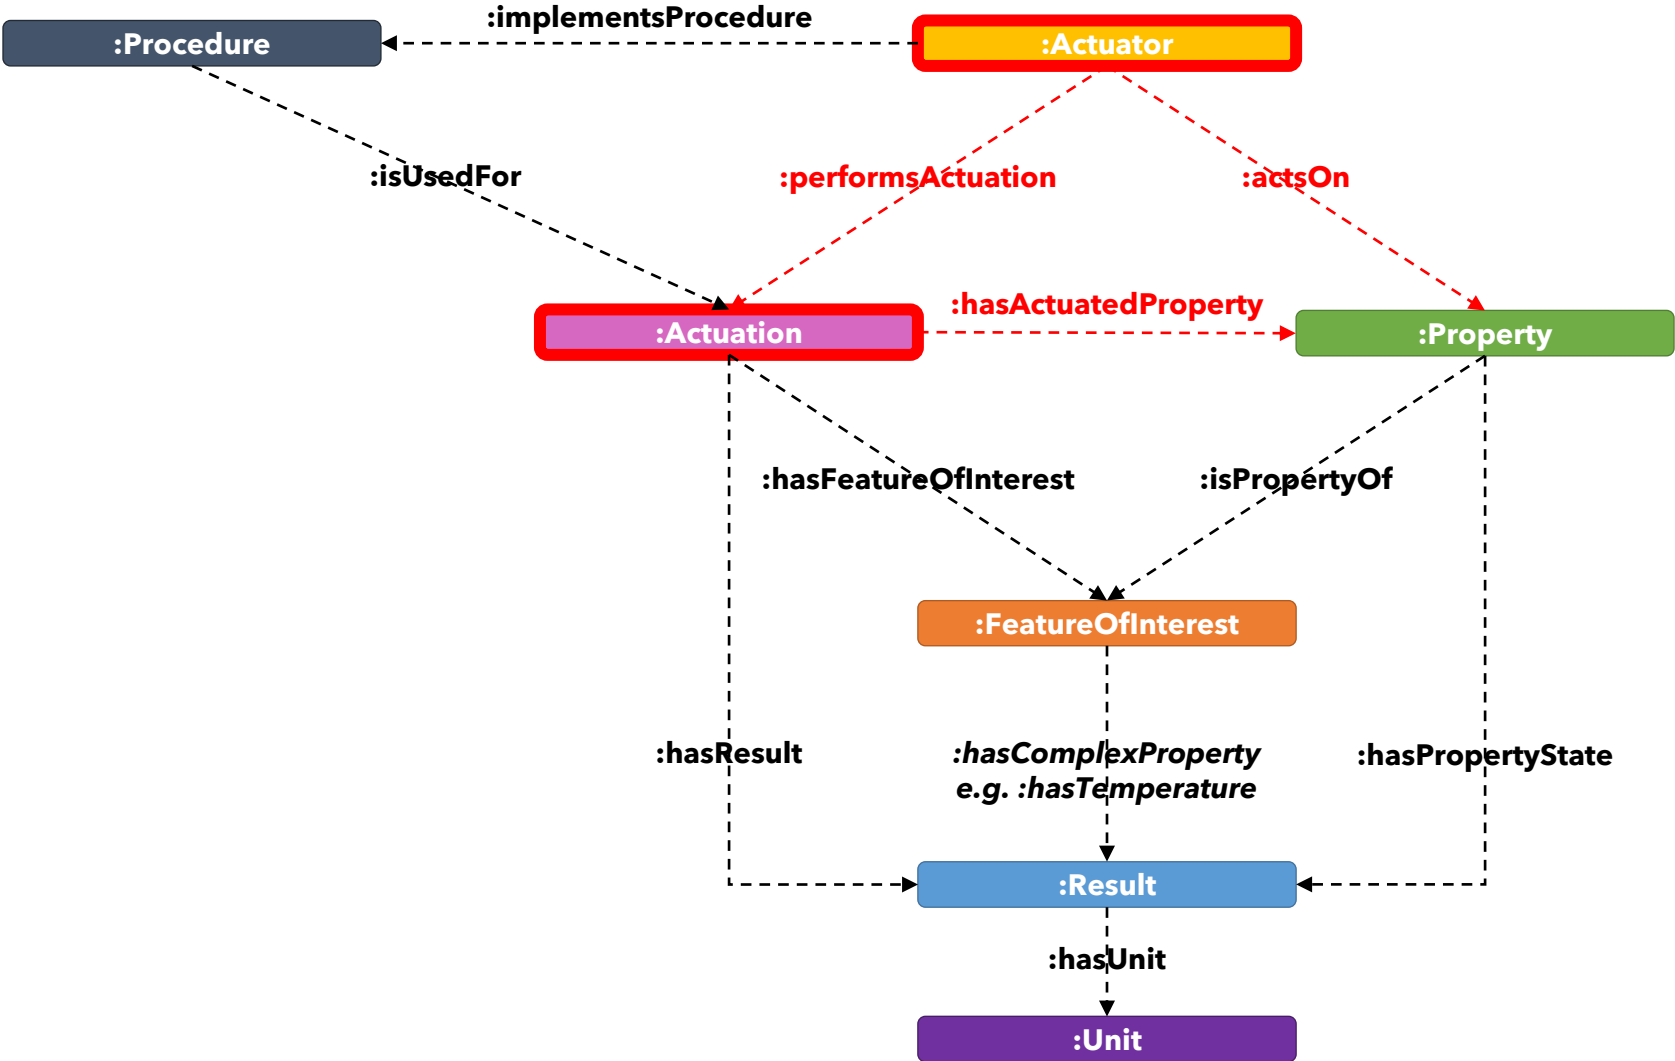 :implementsProcedure
:Procedure
:Actuator
:isUsedFor
:performsActuation
:actsOn
:hasActuatedProperty
:Actuation
:Property
:hasFeatureOfInterest
:isPropertyOf
:FeatureOfInterest
:hasResult
:hasComplexProperty
e.g. :hasTemperature
:hasPropertyState
:Result
:hasUnit
:Unit